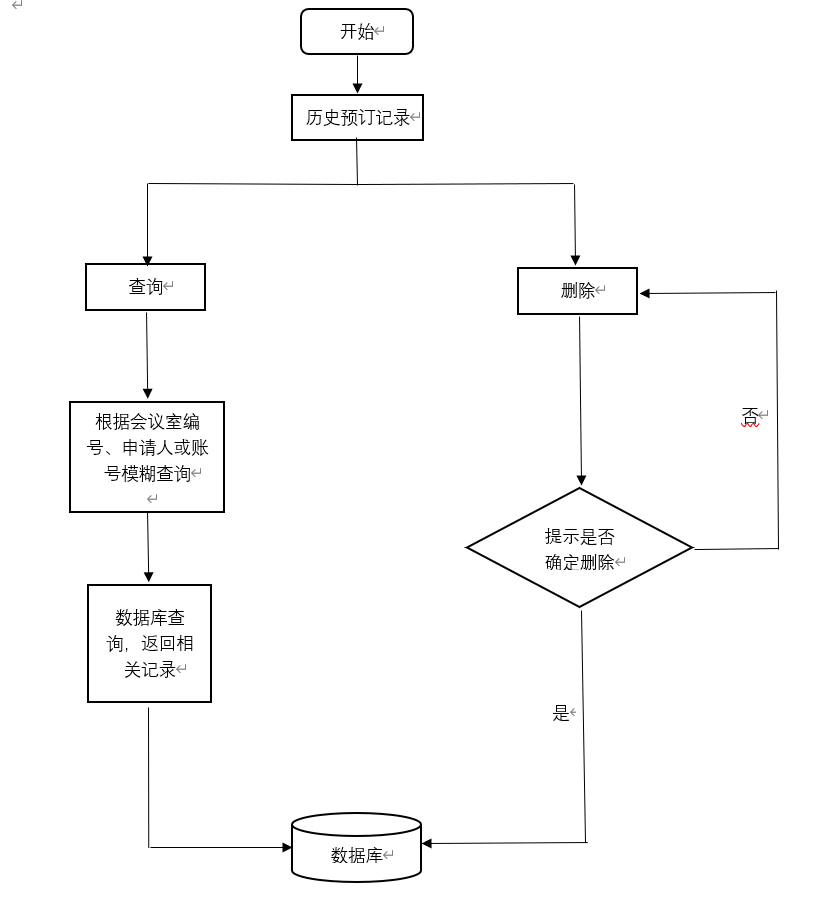 开始
历史预订记录
查询
删除
根据会议室编
号、申请人或账
号模糊查询
否
提示是否
确定删除
数据库查
询，返回相
关记录
是
数据库